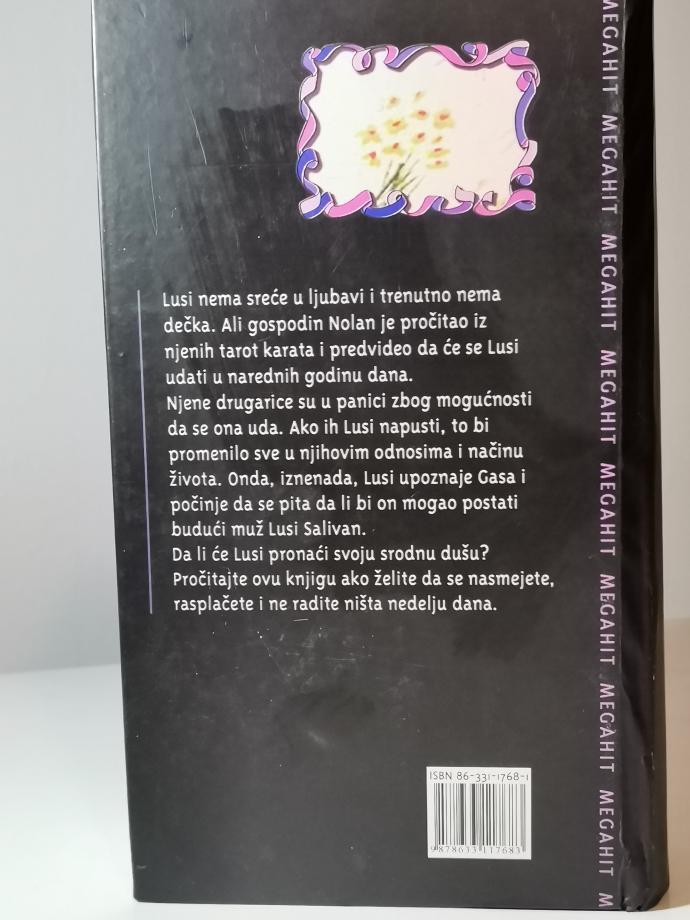 Lusi nema sreće u ljubavi i trenutno nema
dečka. Ali gospodin Nolan je pročitao iz
njenih tarot karata i predvideo da će se Lusi
udati u narednih godinu dana.
Njene drugarice su u panici zbog mogućnosti
da se ona uda. Ako ih Lusi napusti, to bi
promenilo sve u njihovim odnosima i načinu
života. Onda, iznenada, Lusi upoznaje Gasa i
počinje da se pita da li bi on mogao postati
budući muž Lusi Salivan.
Da li će Lusi pronaći svoju srodnu dušu?
Pročitajte ovu knjigu ako želite da se nasmejete,
rasplačete i ne radite ništa nedelju dana.
ISBN 86-331-1768-1
9 788633 117683
MEGAHIT MEGAHIT MEGAHIT MEGAHIT MEGAHIT MEGAHIT MEGAHIT MEGAHIT M